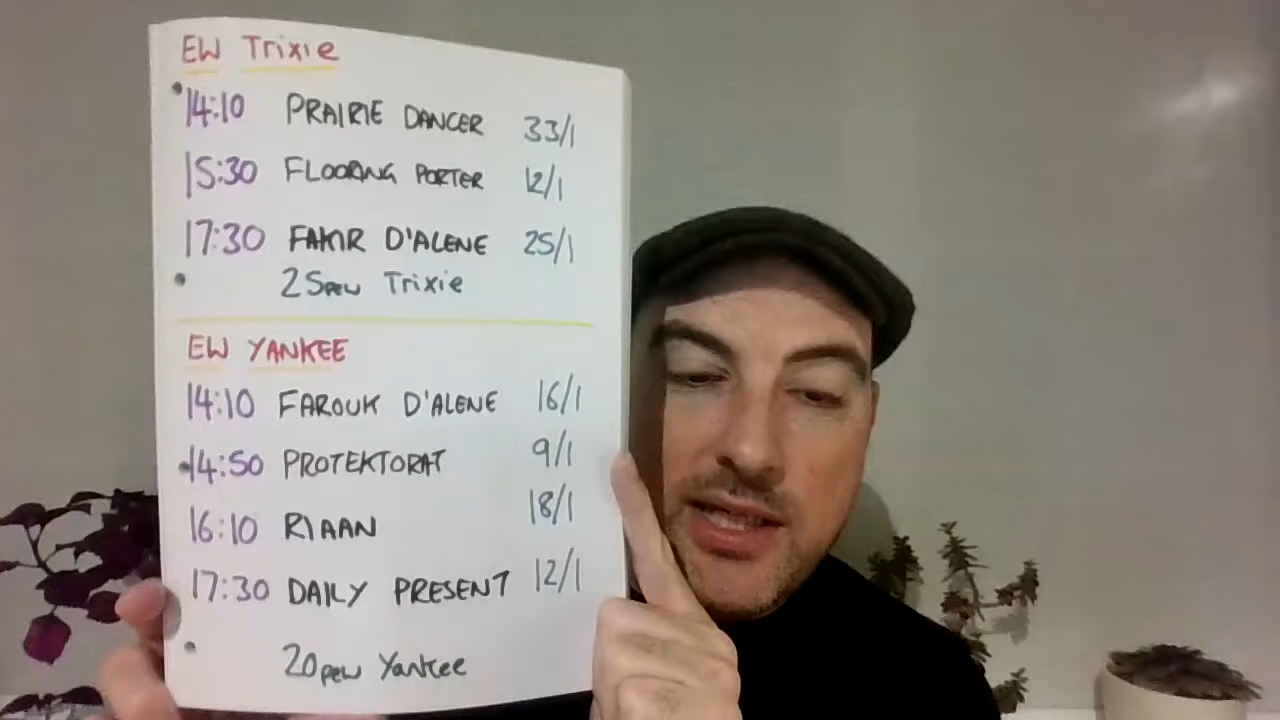 EW Trixie
14:10 PRAIRIE DANCER 33/1
15:30 FLOORNG PORTER 12/1
17:30 FAKIR D'ALENE 25/1
25pew Trixie
EW YANKEE
14:10 FAROUK D'ALENE 16/1
14:50 PROTEKTORAT 9/1
16:10 RIAAN 18/1
17:30 DAILY PRESENT 12/1
20pew Yankee